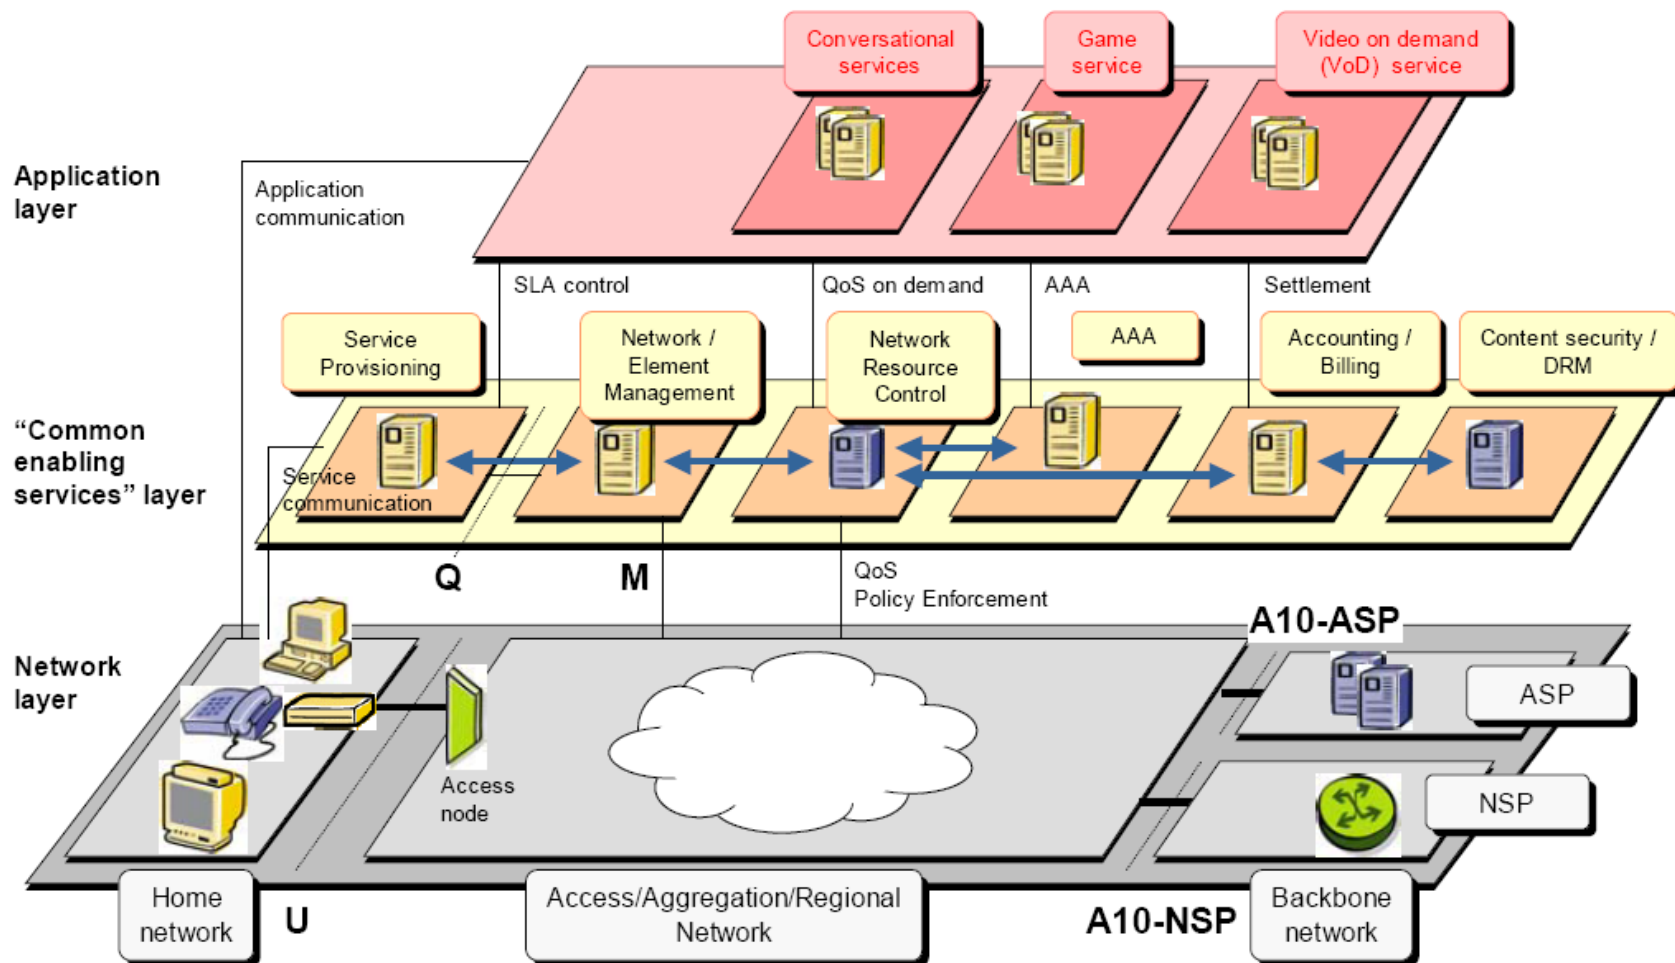 Conversational
services
Game
service
Video on demand
(VoD) service
Application
layer
Application
communication
SLA control
QoS on demand
AAA
Settlement
Service
Provisioning
Network /
Element
Management
Network
Resource
Control
AAA
Accounting /
Billing
Content security /
DRM
“Common
enabling
services” layer
Service
communication
Q
M
QoS
Policy Enforcement
A10-ASP
Network
layer
ASP
Access
node
NSP
Home
network
U
Access/Aggregation/Regional
Network
A10-NSP
Backbone
network